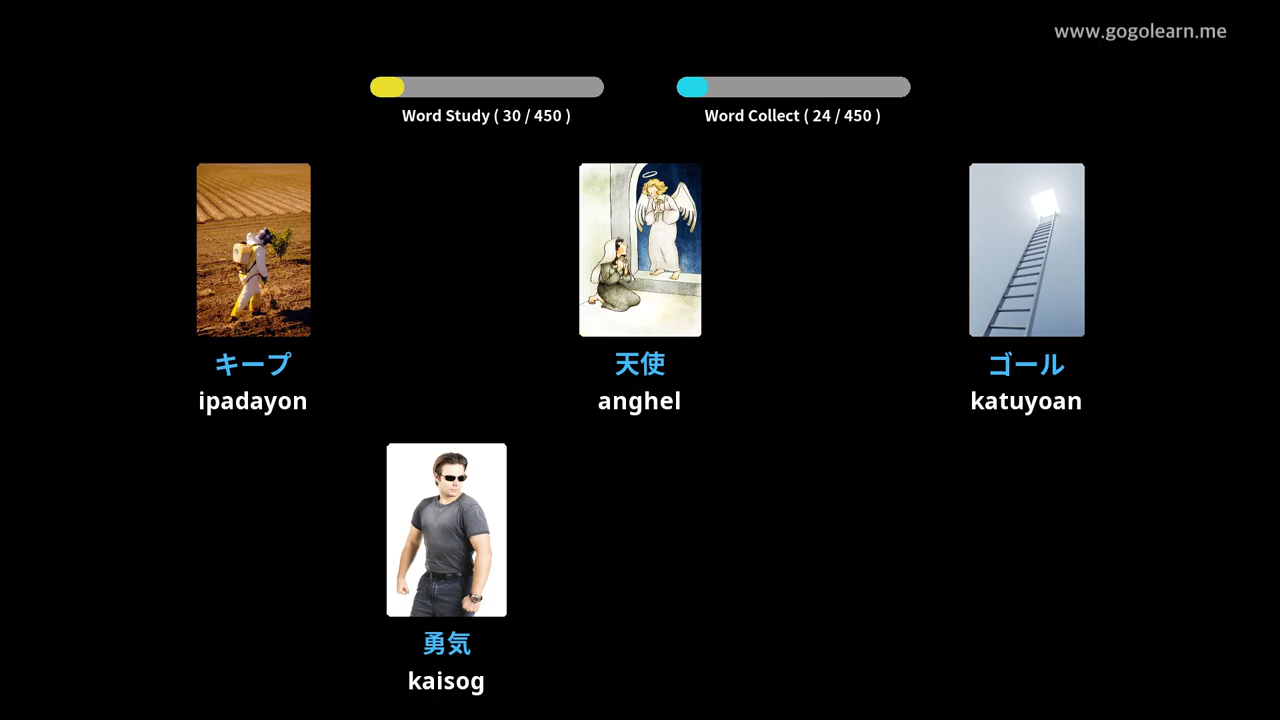 www.gogolearn.me
Word Study ( 30 / 450 )
Word Collect ( 24 / 450 )
キープ
ipadayon
天使
anghel
ゴール
katuyoan
勇気
kaisog